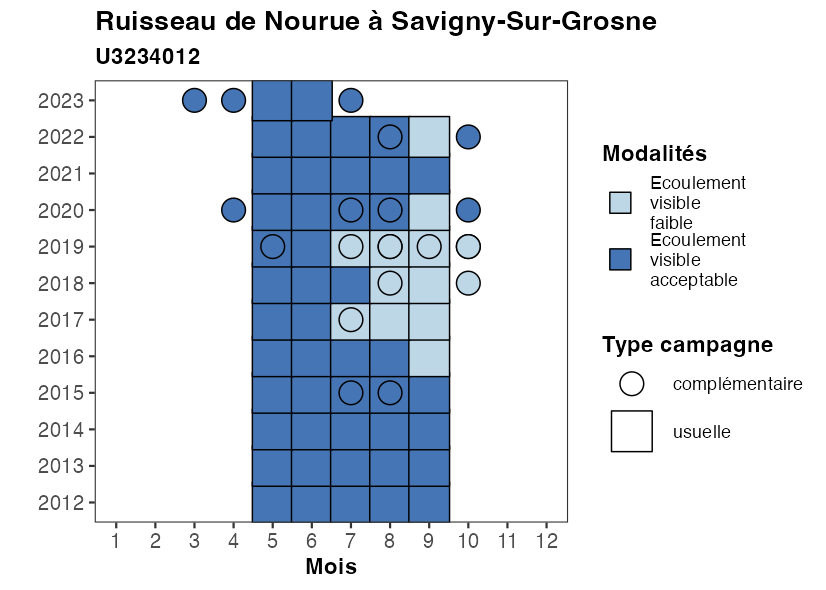 Ruisseau de Nourue à Savigny-Sur-Grosne
U3234012
2023
2022
2021
2020
2019
2018
2017
2016
2015
2014
2013
2012
1 2 3 4 5 6 7 8 9 10 11 12
Mois
Modalités
Ecoulement
visible
faible
Ecoulement
visible
acceptable
Type campagne
complémentaire
usuelle